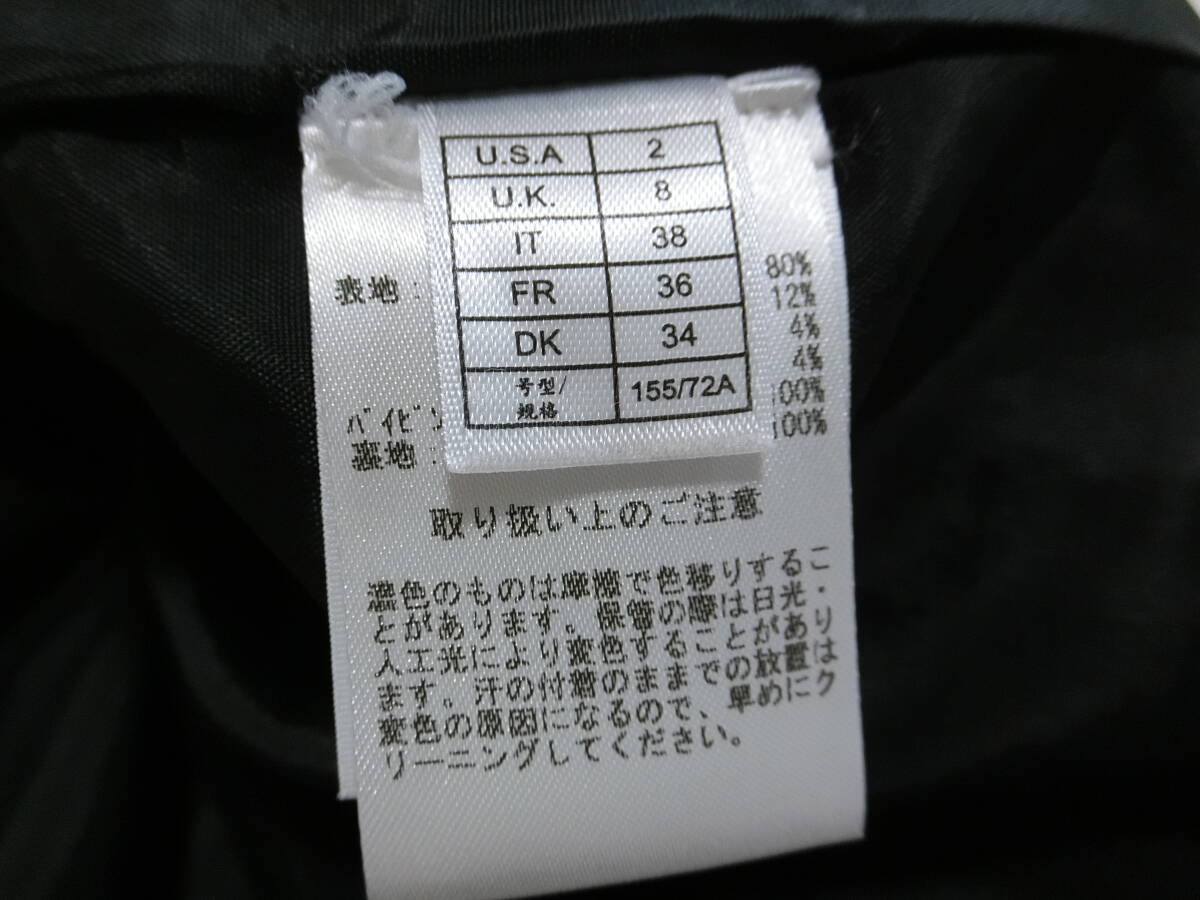 U.S.A 2
U.K. 8
IT 38
FR 36
DK 34
号型/
規格 155/72A
表地:
80%
12%
4%
4%
パイピン 100%
裏地: 100%
取り扱い上のご注意
濃色のものは摩擦で色移りするこ
とがあります。保管の際は日光・
人工光により変色することがあり
ます。汗の付着のままでの放置は
変色の原因になるので、早めにク
リーニングしてください。